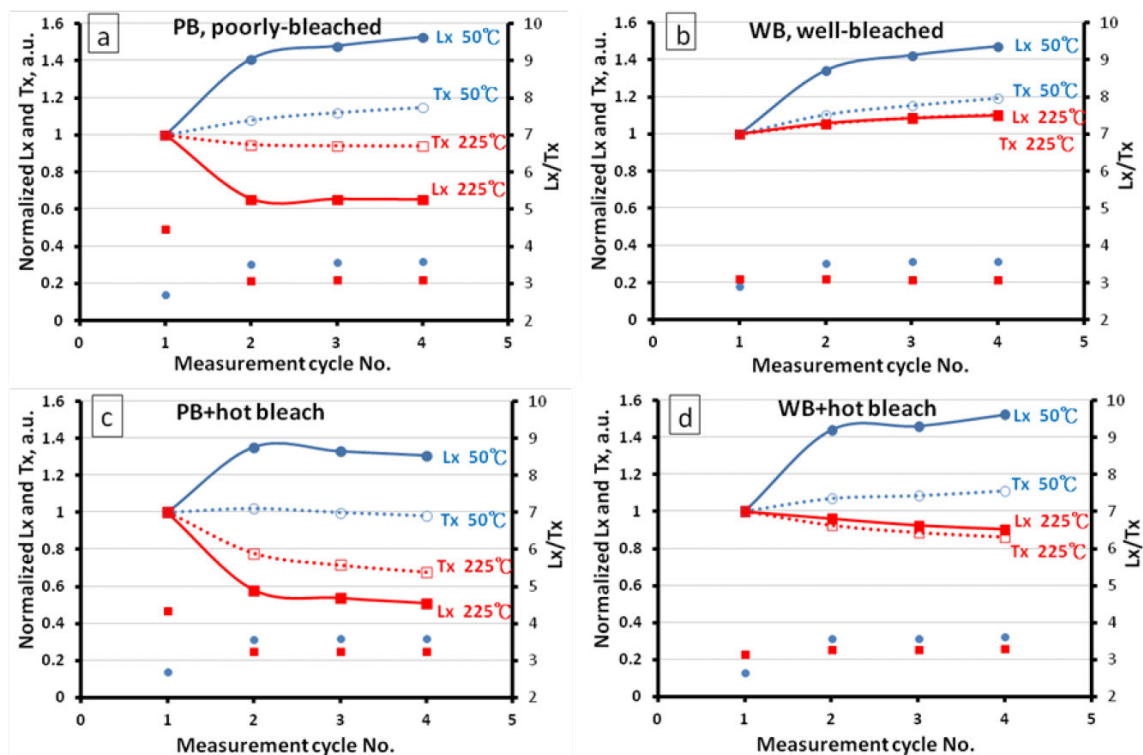 a
PB, poorly-bleached
Normalized Lx and Tx, a.u.
1.6
1.4
1.2
1
0.8
0.6
0.4
0.2
0
Lx 50℃
Tx 50℃
Tx 225℃
Lx 225℃
10
9
8
7
6
5
4
3
2
Lx/Tx
0 1 2 3 4 5
Measurement cycle No.
b
WB, well-bleached
Normalized Lx and Tx, a.u.
1.6
1.4
1.2
1
0.8
0.6
0.4
0.2
0
Lx 50℃
Tx 50℃
Lx 225℃
Tx 225℃
10
9
8
7
6
5
4
3
2
Lx/Tx
0 1 2 3 4 5
Measurement cycle No.
c
PB+hot bleach
Normalized Lx and Tx, a.u.
1.6
1.4
1.2
1
0.8
0.6
0.4
0.2
0
Lx 50℃
Tx 50℃
Tx 225℃
Lx 225℃
10
9
8
7
6
5
4
3
2
Lx/Tx
0 1 2 3 4 5
Measurement cycle No.
d
WB+hot bleach
Normalized Lx and Tx, a.u.
1.6
1.4
1.2
1
0.8
0.6
0.4
0.2
0
Lx 50℃
Tx 50℃
Lx 225℃
Tx 225℃
10
9
8
7
6
5
4
3
2
Lx/Tx
0 1 2 3 4 5
Measurement cycle No.